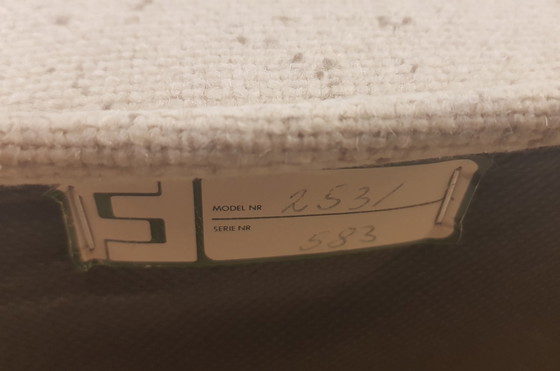 S
MODEL NR 2531
SERIE NR 583